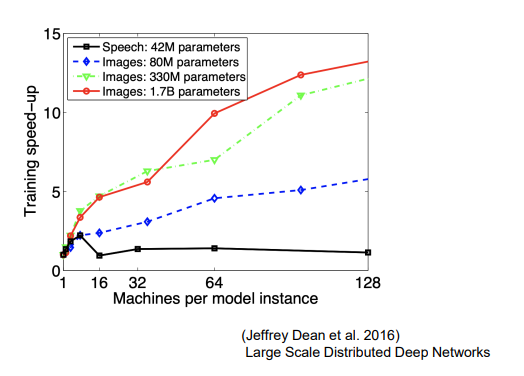 15
Speech: 42M parameters
Images: 80M parameters
Images: 330M parameters
Images: 1.7B parameters
10
Training speed−up
5
0
1 16 32 64 128
Machines per model instance
(Jeffrey Dean et al. 2016)
Large Scale Distributed Deep Networks